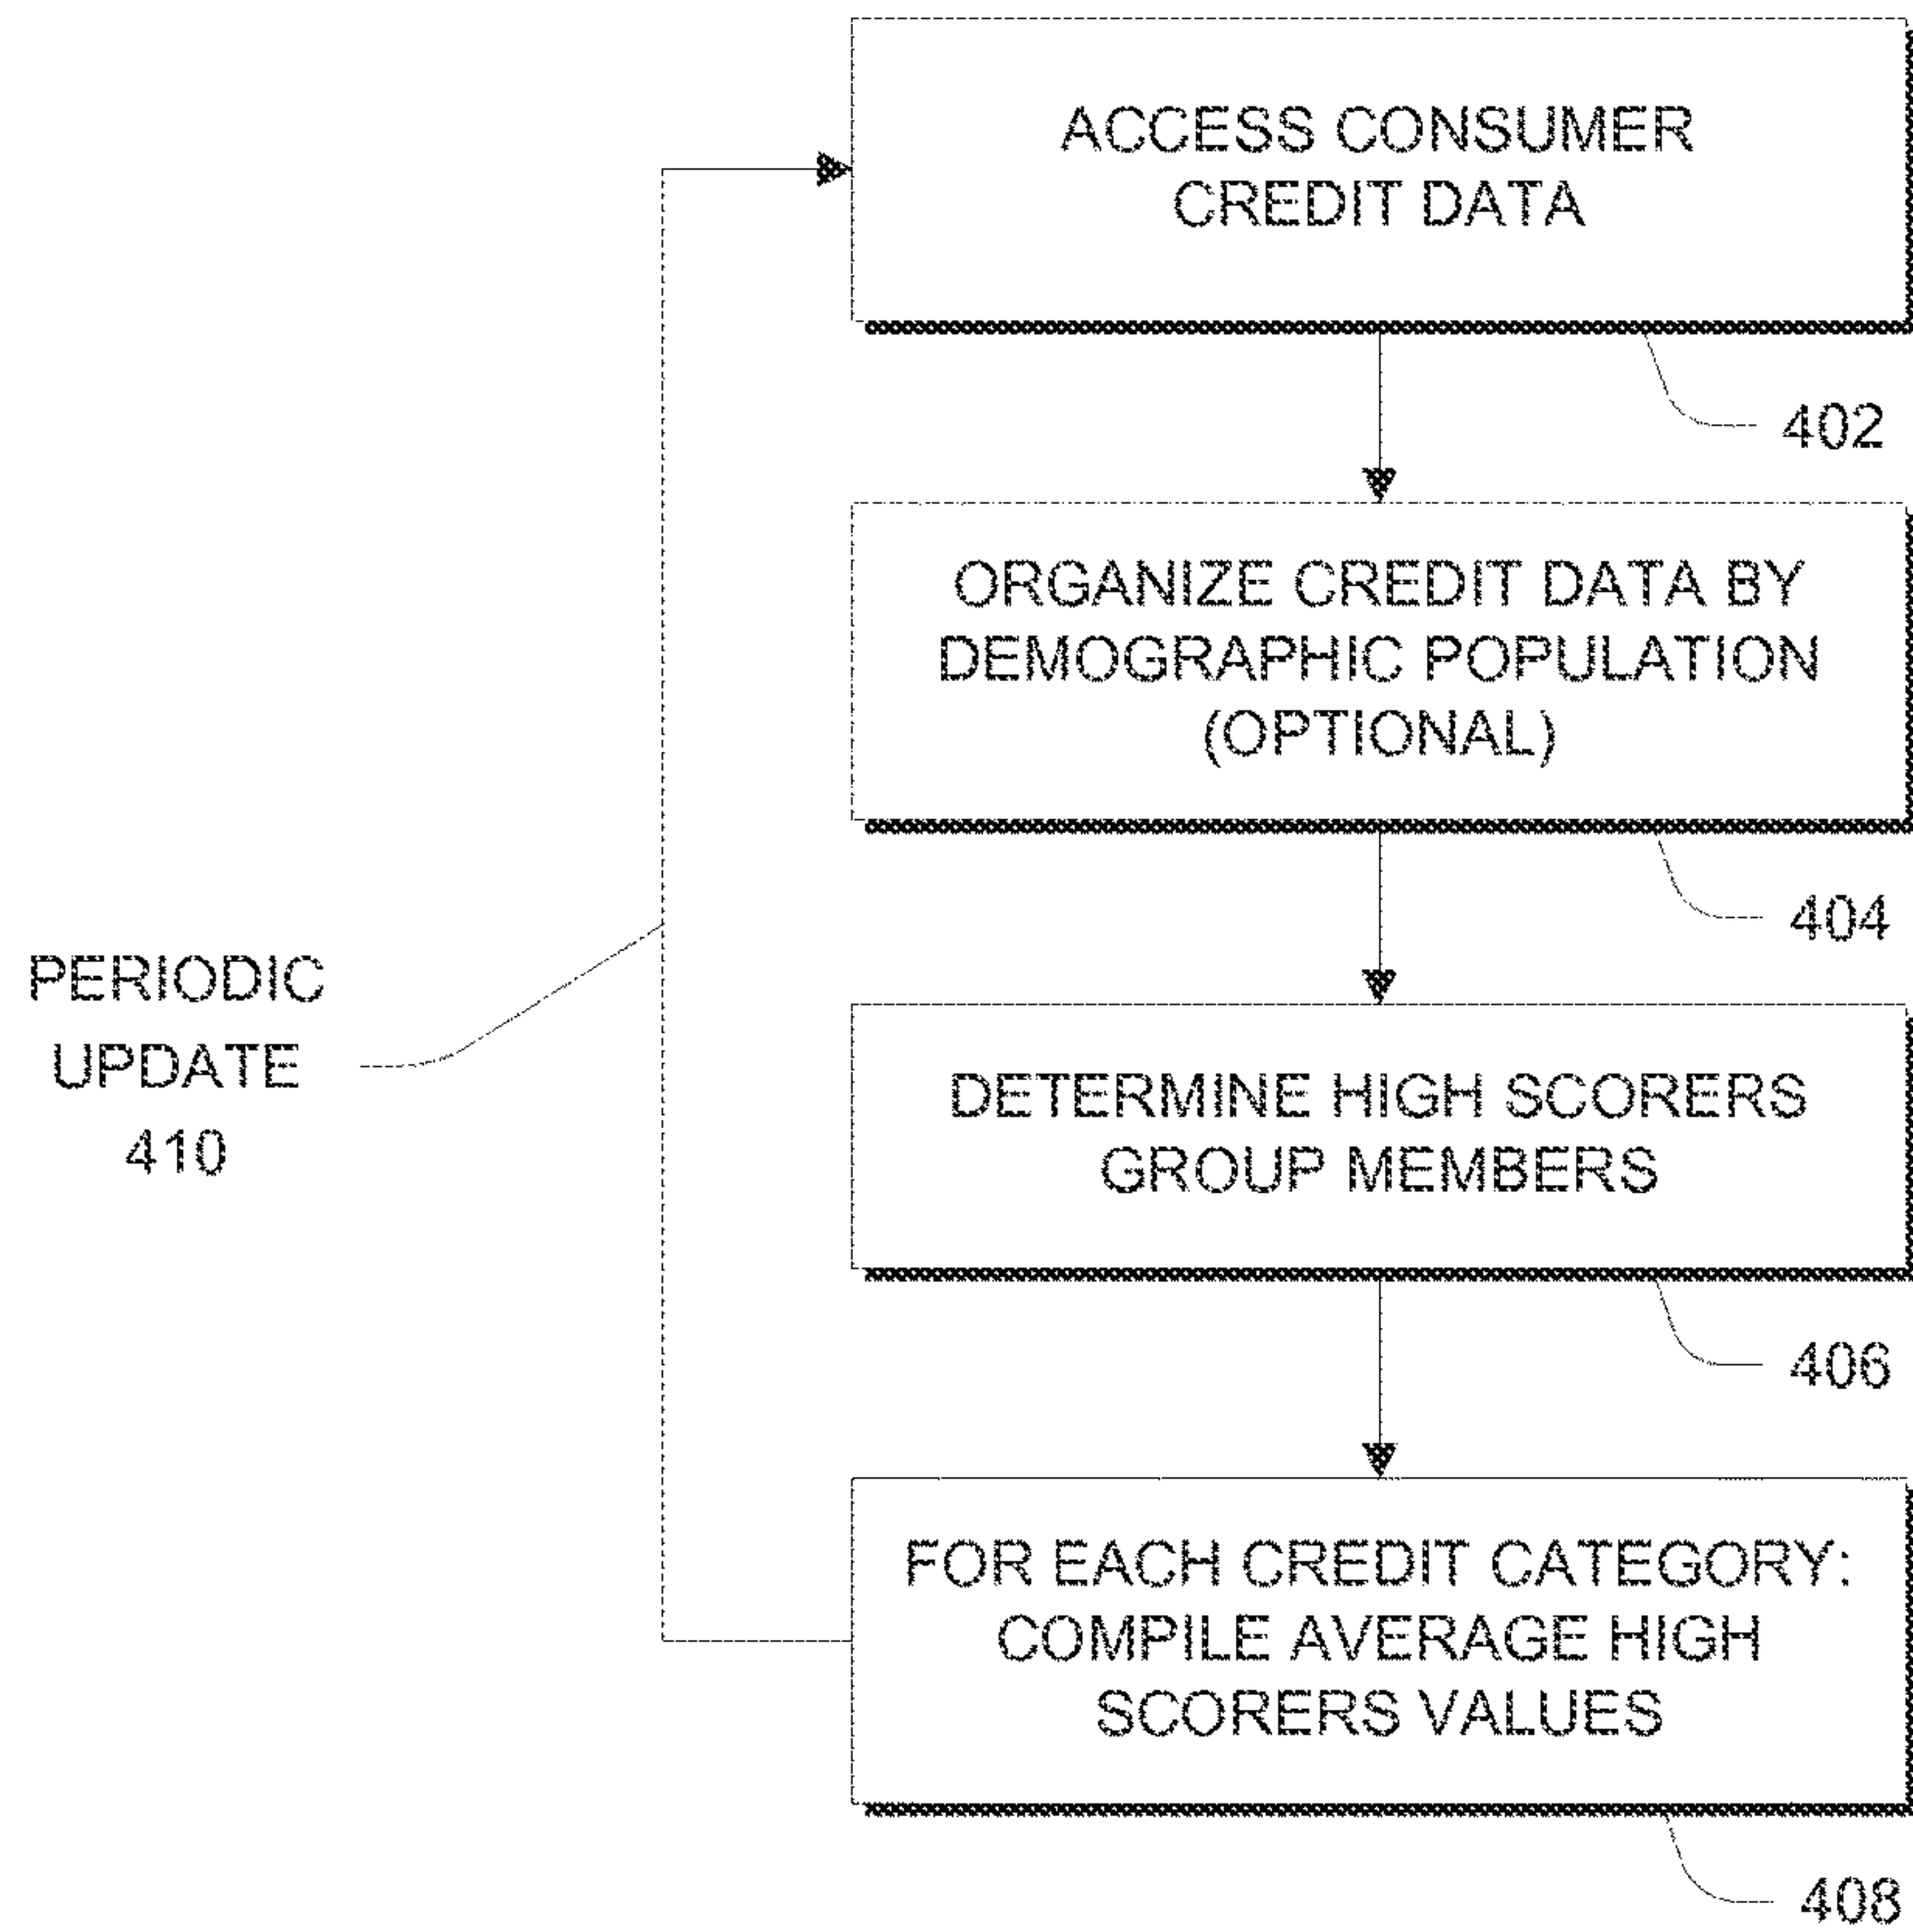 ACCESS CONSUMER
CREDIT DATA
402
ORGANIZE CREDIT DATA BY
DEMOGRAPHIC POPULATION
(OPTIONAL)
404
PERIODIC
UPDATE
410
DETERMINE HIGH SCORERS
GROUP MEMBERS
406
FOR EACH CREDIT CATEGORY:
COMPILE AVERAGE HIGH
SCORERS VALUES
408